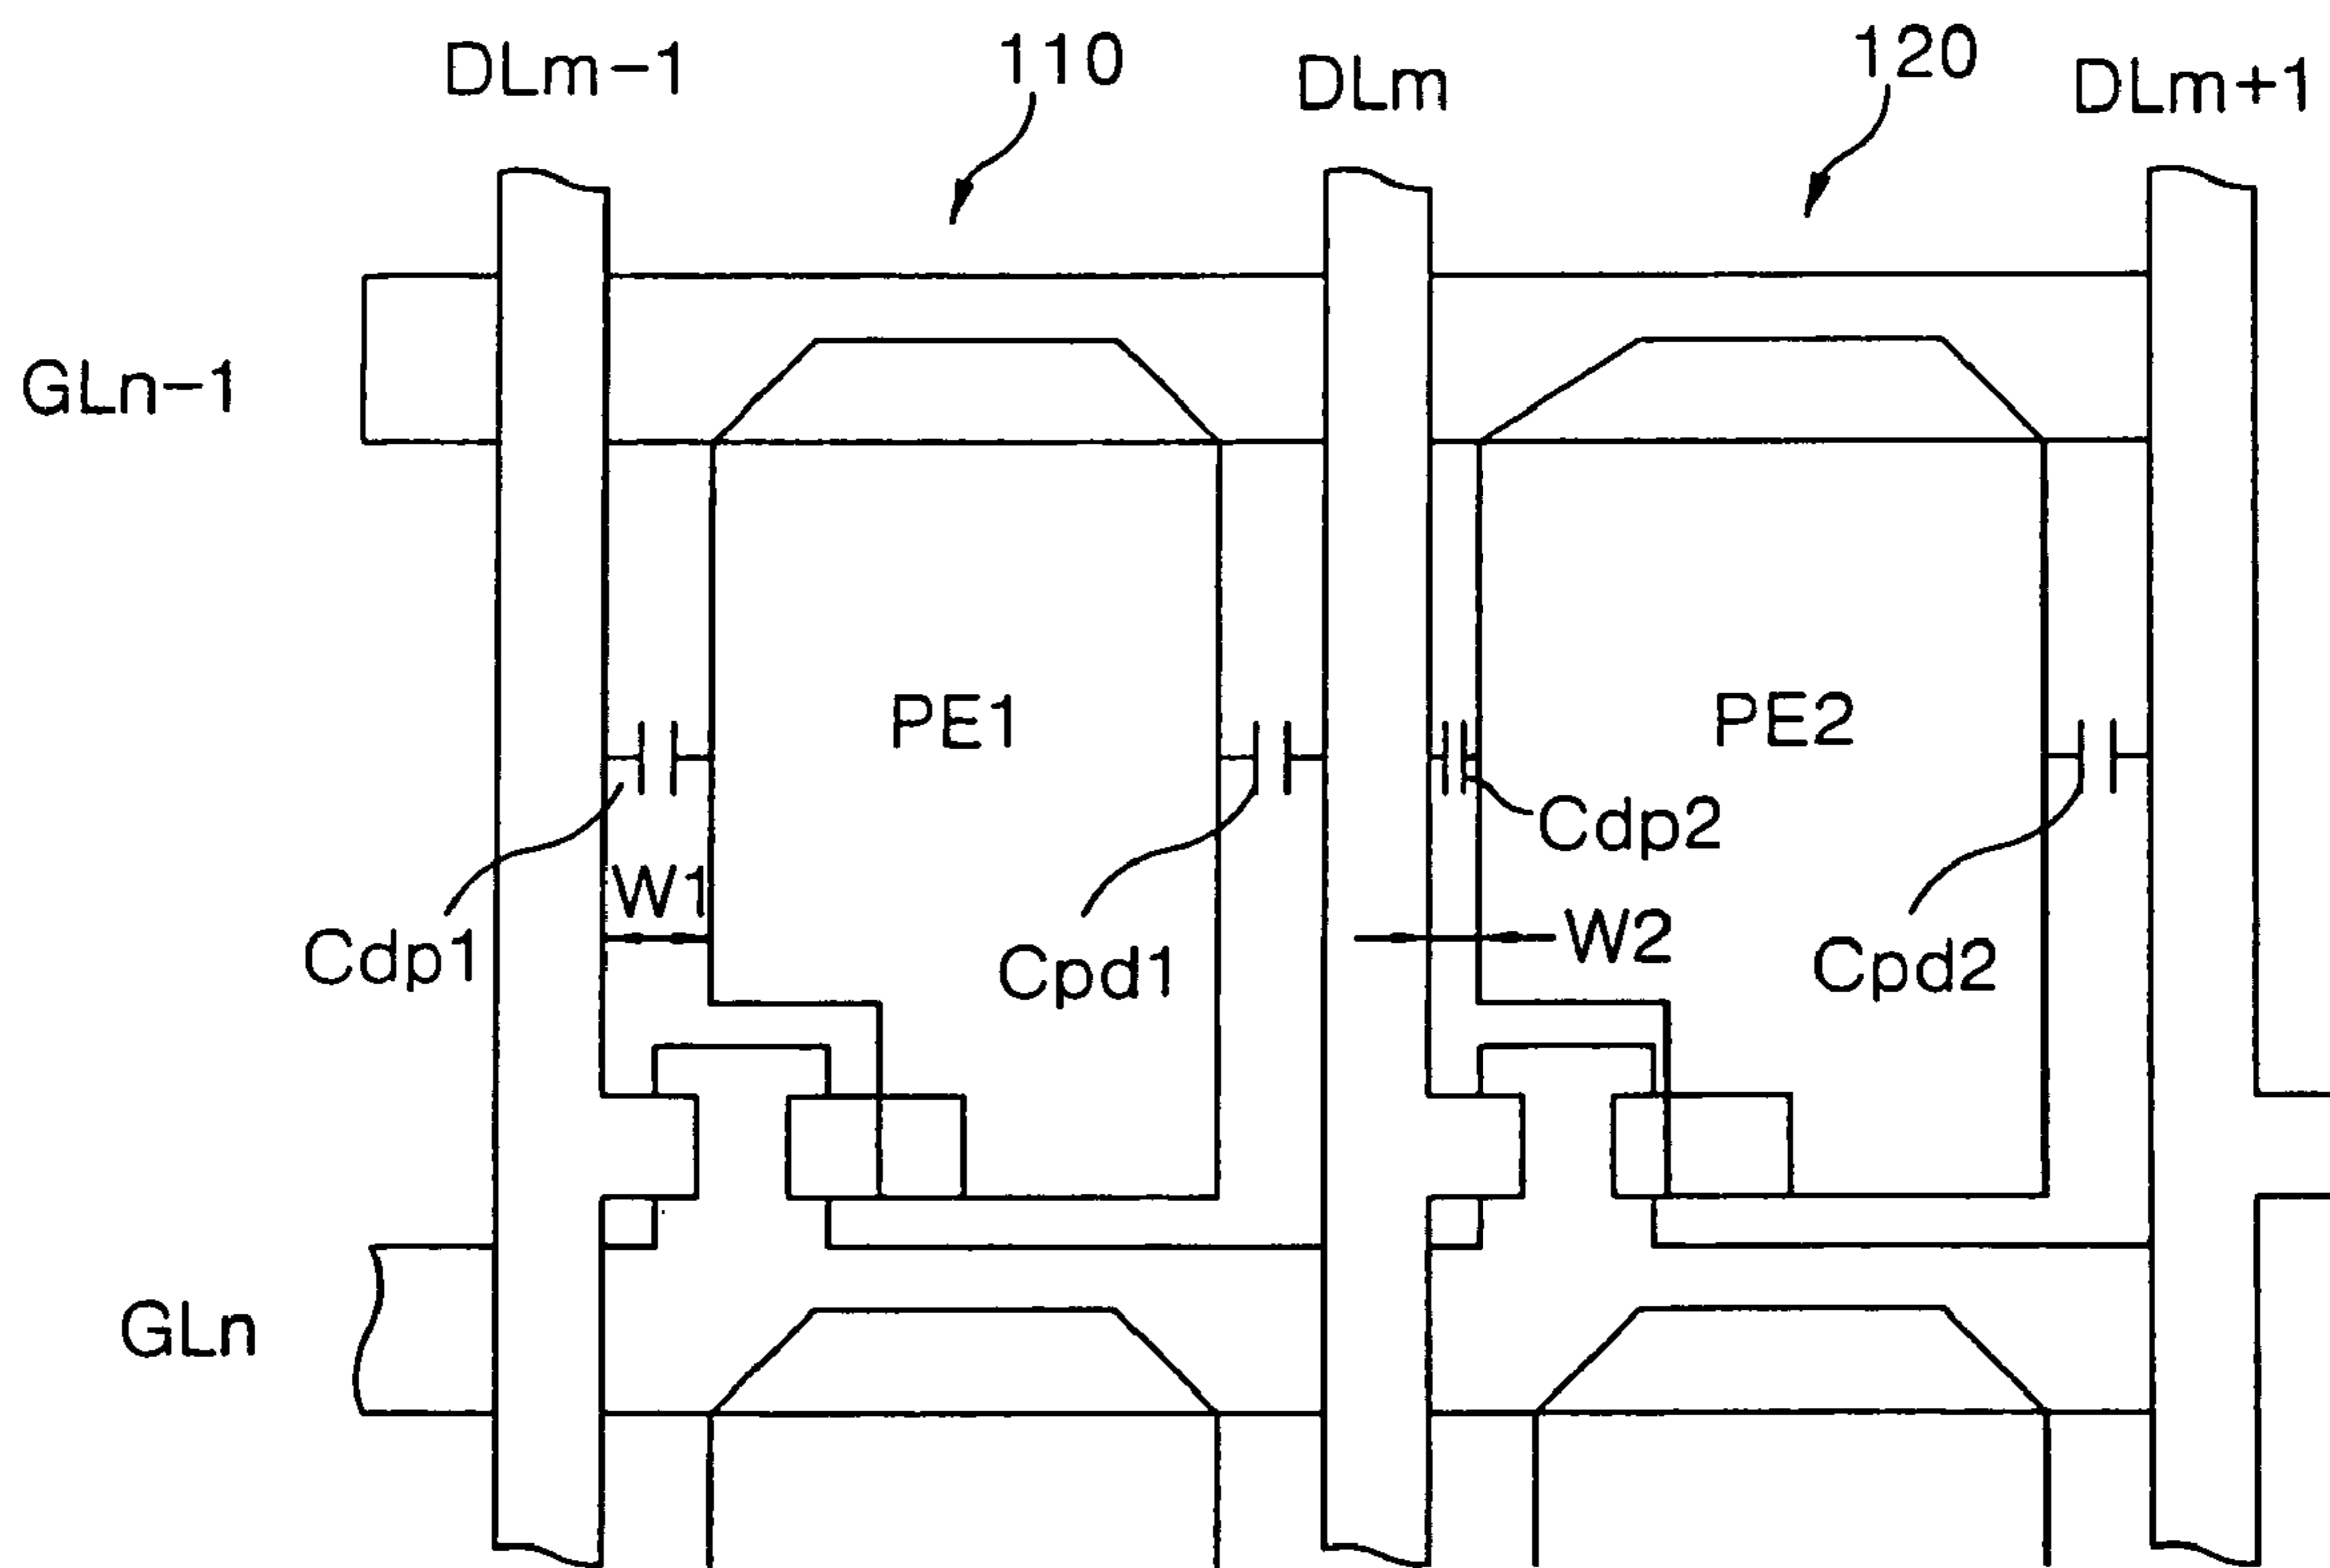 DLm-1
110
DLm
120
DLm+1
GLn-1
PE1
PE2
Cdp2
W1
W2
Cdp1
Cpd1
Cpd2
GLn